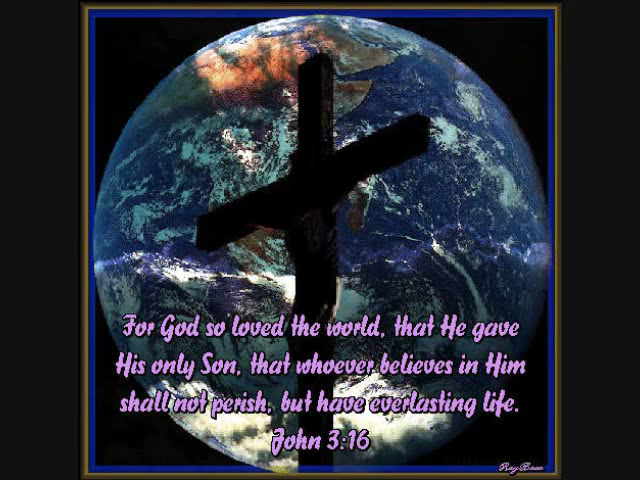 For God so loved the world, that He gave
His only Son, that whoever believes in Him
shall not perish, but have everlasting life.
John 3:16